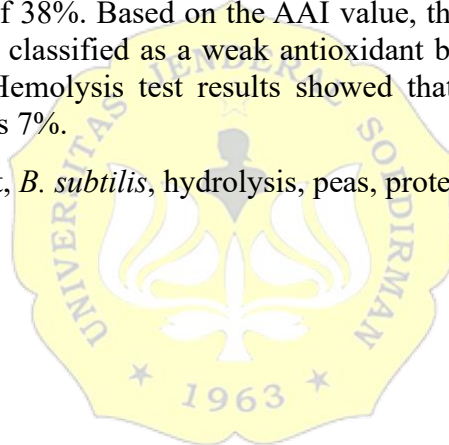 of 38%. Based on the AAI value, th
classified as a weak antioxidant b
Hemolysis test results showed that
s 7%.
t, B. subtilis, hydrolysis, peas, prote
UNIVERSITAS JENDERAL SOEDIRMAN
1963